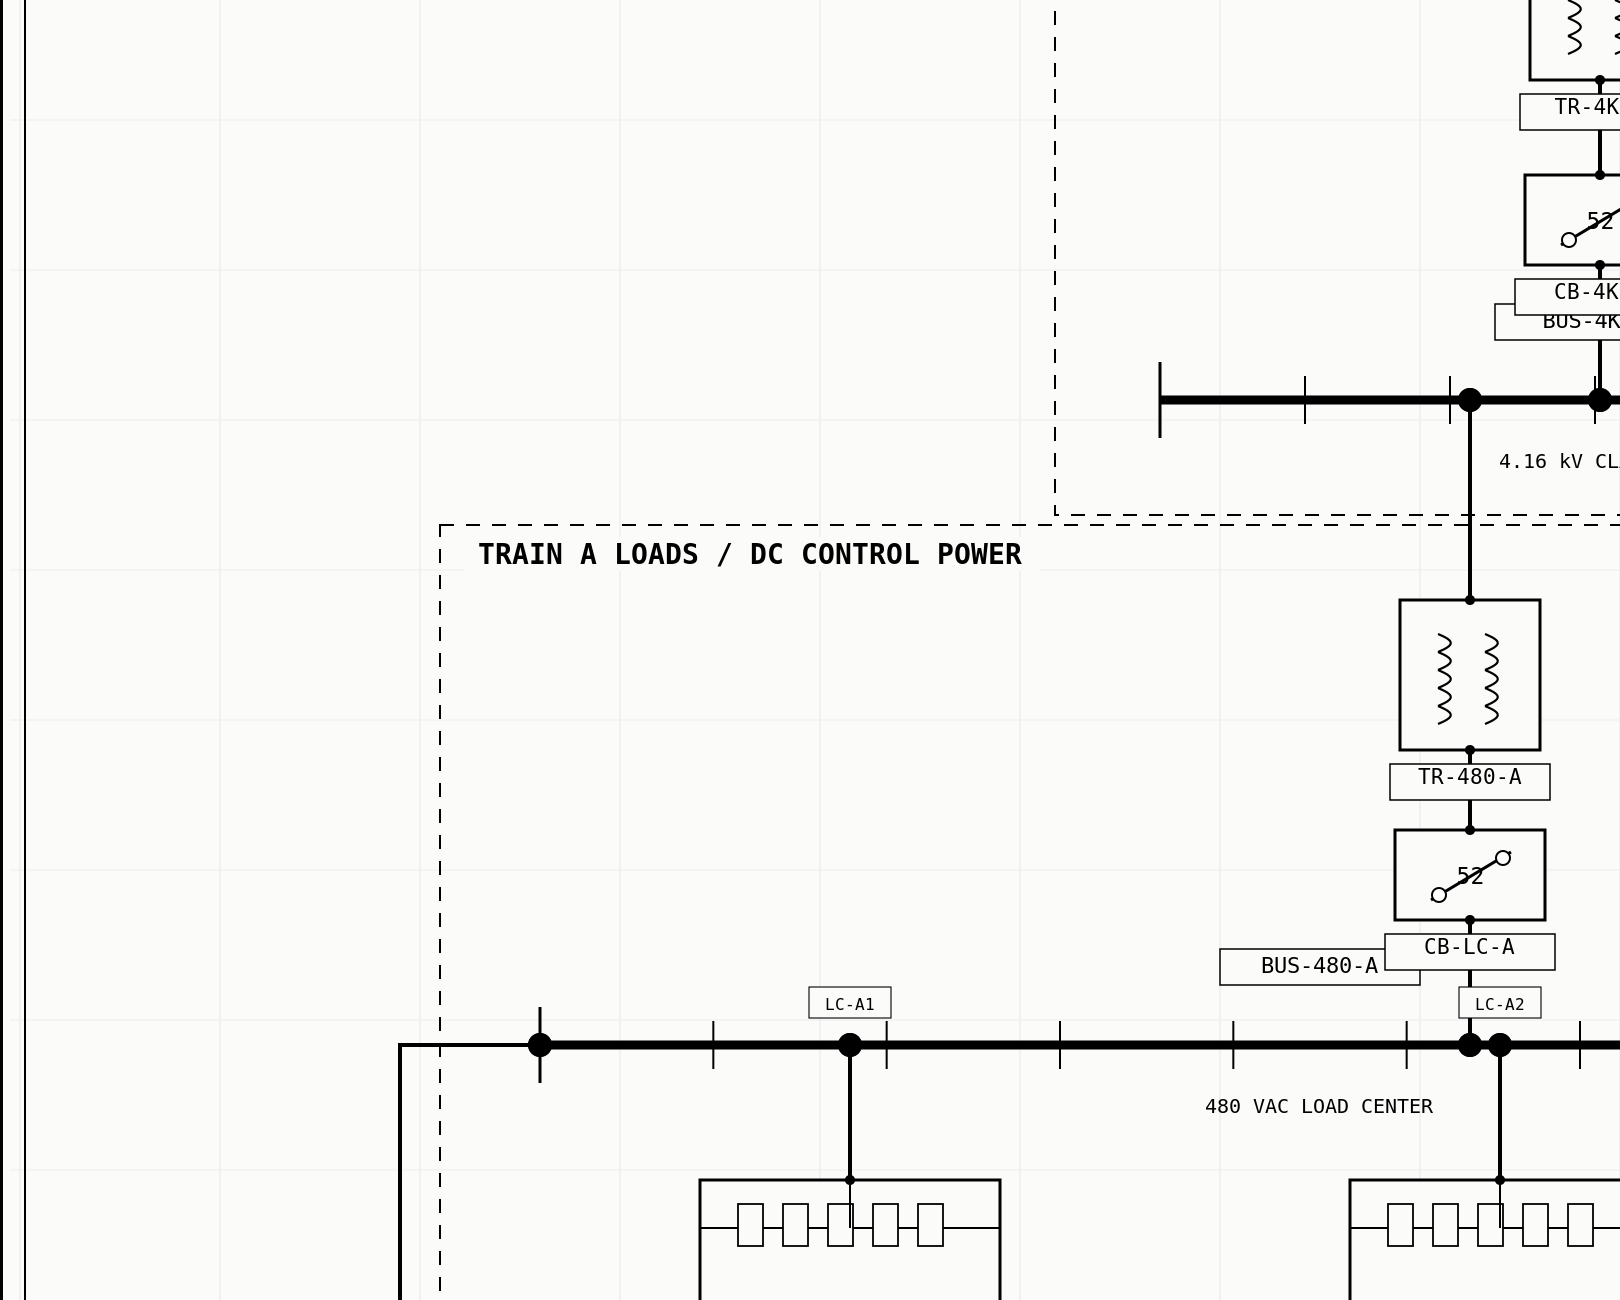 TR-4K
52
CB-4K
BUS-4K
4.16 kV CL
TRAIN A LOADS / DC CONTROL POWER
TR-480-A
52
CB-LC-A
BUS-480-A
LC-A1
LC-A2
480 VAC LOAD CENTER